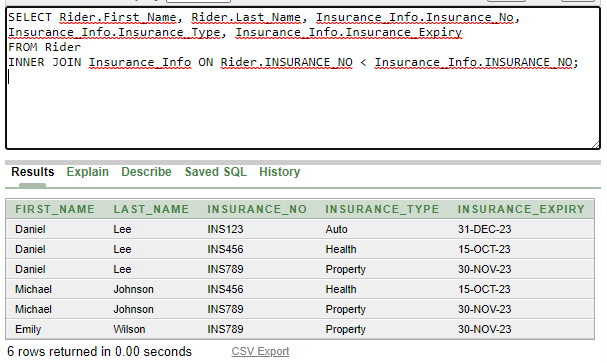 SELECT Rider.First_Name, Rider.Last_Name, Insurance_Info.Insurance_No,
Insurance_Info.Insurance_Type, Insurance_Info.Insurance_Expiry
FROM Rider
INNER JOIN Insurance_Info ON Rider.INSURANCE_NO < Insurance_Info.INSURANCE_NO;
Results Explain Describe Saved SQL History
FIRST_NAME LAST_NAME INSURANCE_NO INSURANCE_TYPE INSURANCE_EXPIRY
Daniel Lee INS123 Auto 31-DEC-23
Daniel Lee INS456 Health 15-OCT-23
Daniel Lee INS789 Property 30-NOV-23
Michael Johnson INS456 Health 15-OCT-23
Michael Johnson INS789 Property 30-NOV-23
Emily Wilson INS789 Property 30-NOV-23
6 rows returned in 0.00 seconds CSV Export